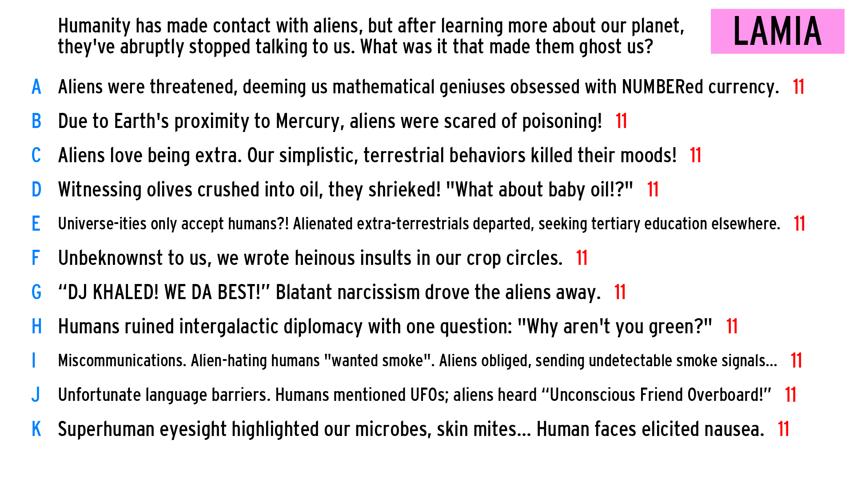 Humanity has made contact with aliens, but after learning more about our planet,
they've abruptly stopped talking to us. What was it that made them ghost us?
LAMIA
A Aliens were threatened, deeming us mathematical geniuses obsessed with NUMBERed currency. 11
B Due to Earth's proximity to Mercury, aliens were scared of poisoning! 11
C Aliens love being extra. Our simplistic, terrestrial behaviors killed their moods! 11
D Witnessing olives crushed into oil, they shrieked! "What about baby oil!?" 11
E Universe-ities only accept humans?! Alienated extra-terrestrials departed, seeking tertiary education elsewhere. 11
F Unbeknownst to us, we wrote heinous insults in our crop circles. 11
G “DJ KHALED! WE DA BEST!” Blatant narcissism drove the aliens away. 11
H Humans ruined intergalactic diplomacy with one question: "Why aren't you green?" 11
I Miscommunications. Alien-hating humans "wanted smoke". Aliens obliged, sending undetectable smoke signals... 11
J Unfortunate language barriers. Humans mentioned UFOs; aliens heard “Unconscious Friend Overboard!” 11
K Superhuman eyesight highlighted our microbes, skin mites... Human faces elicited nausea. 11